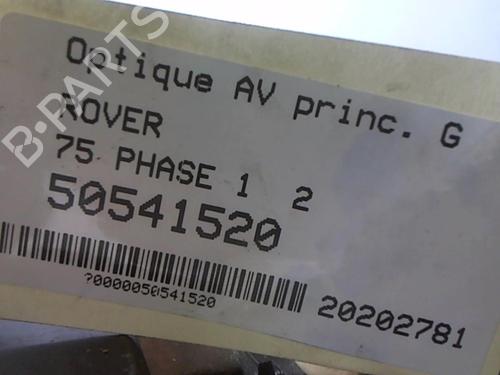 Optique AV princ. G
ROVER
75 PHASE 1 2
50541520
?0000050541520
20202781
B-PARTS